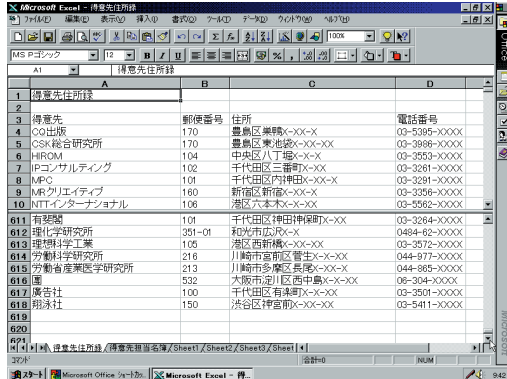 Microsoft Excel - 得意先住所録
ファイル(F) 編集(E) 表示(V) 挿入(I) 書式(O) ツール(T) データ(D) ウィンドウ(W) ヘルプ(H)
100%
MS Pゴシック 12 B I U
A1 得意先住所録
A B C D
1 得意先住所録
2
3 得意先 郵便番号 住所 電話番号
4 CQ出版 170 豊島区巣鴨X-XX-X 03-5395-XXXX
5 CSK総合研究所 170 豊島区東池袋X-XX-XX 03-3986-XXXX
6 HIROM 104 中央区八丁堀X-X-X 03-3553-XXXX
7 IPコンサルティング 102 千代田区三番町X-XX 03-3261-XXXX
8 MPC 101 千代田区内神田X-XX-X 03-3291-XXXX
9 MRクリエイティブ 160 新宿区新宿X-XX-XX 03-3356-XXXX
10 NTTインターナショナル 106 港区六本木X-XX-X 03-5562-XXXX
611 有斐閣 101 千代田区神田神保町X-XX 03-3264-XXXX
612 理化学研究所 351-01 和光市広沢X-X 0484-62-XXXX
613 理想科学工業 105 港区西新橋X-XX-XX 03-3572-XXXX
614 労働科学研究所 216 川崎市宮前区菅生X-X-XX 044-977-XXXX
615 労働省産業医学研究所 213 川崎市多摩区長尾X-XX-X 044-865-XXXX
616 532 大阪市淀川区西中島X-X-XX 06-304-XXXX
617 廣告社 100 千代田区有楽町X-X-XX 03-3501-XXXX
618 翔泳社 150 渋谷区神宮前X-XX-XX 03-5411-XXXX
619
620
621
得意先住所録 得意先担当名簿 Sheet1 Sheet2 Sheet3 Sheet
コマンド 合計=0 NUM
スタート Microsoft Office ショートカッ.. Microsoft Excel - 得... 9:42
Office